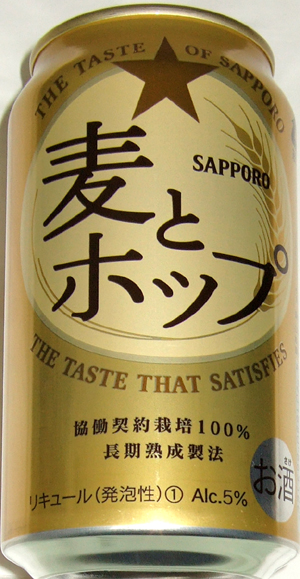 THE TASTE OF SAPPORO
SAPPORO
麦と
ホップ
THE TASTE THAT SATISFIES
協働契約栽培100%
長期熟成製法
さけ
お酒
リキュール(発泡性)① Alc.5%